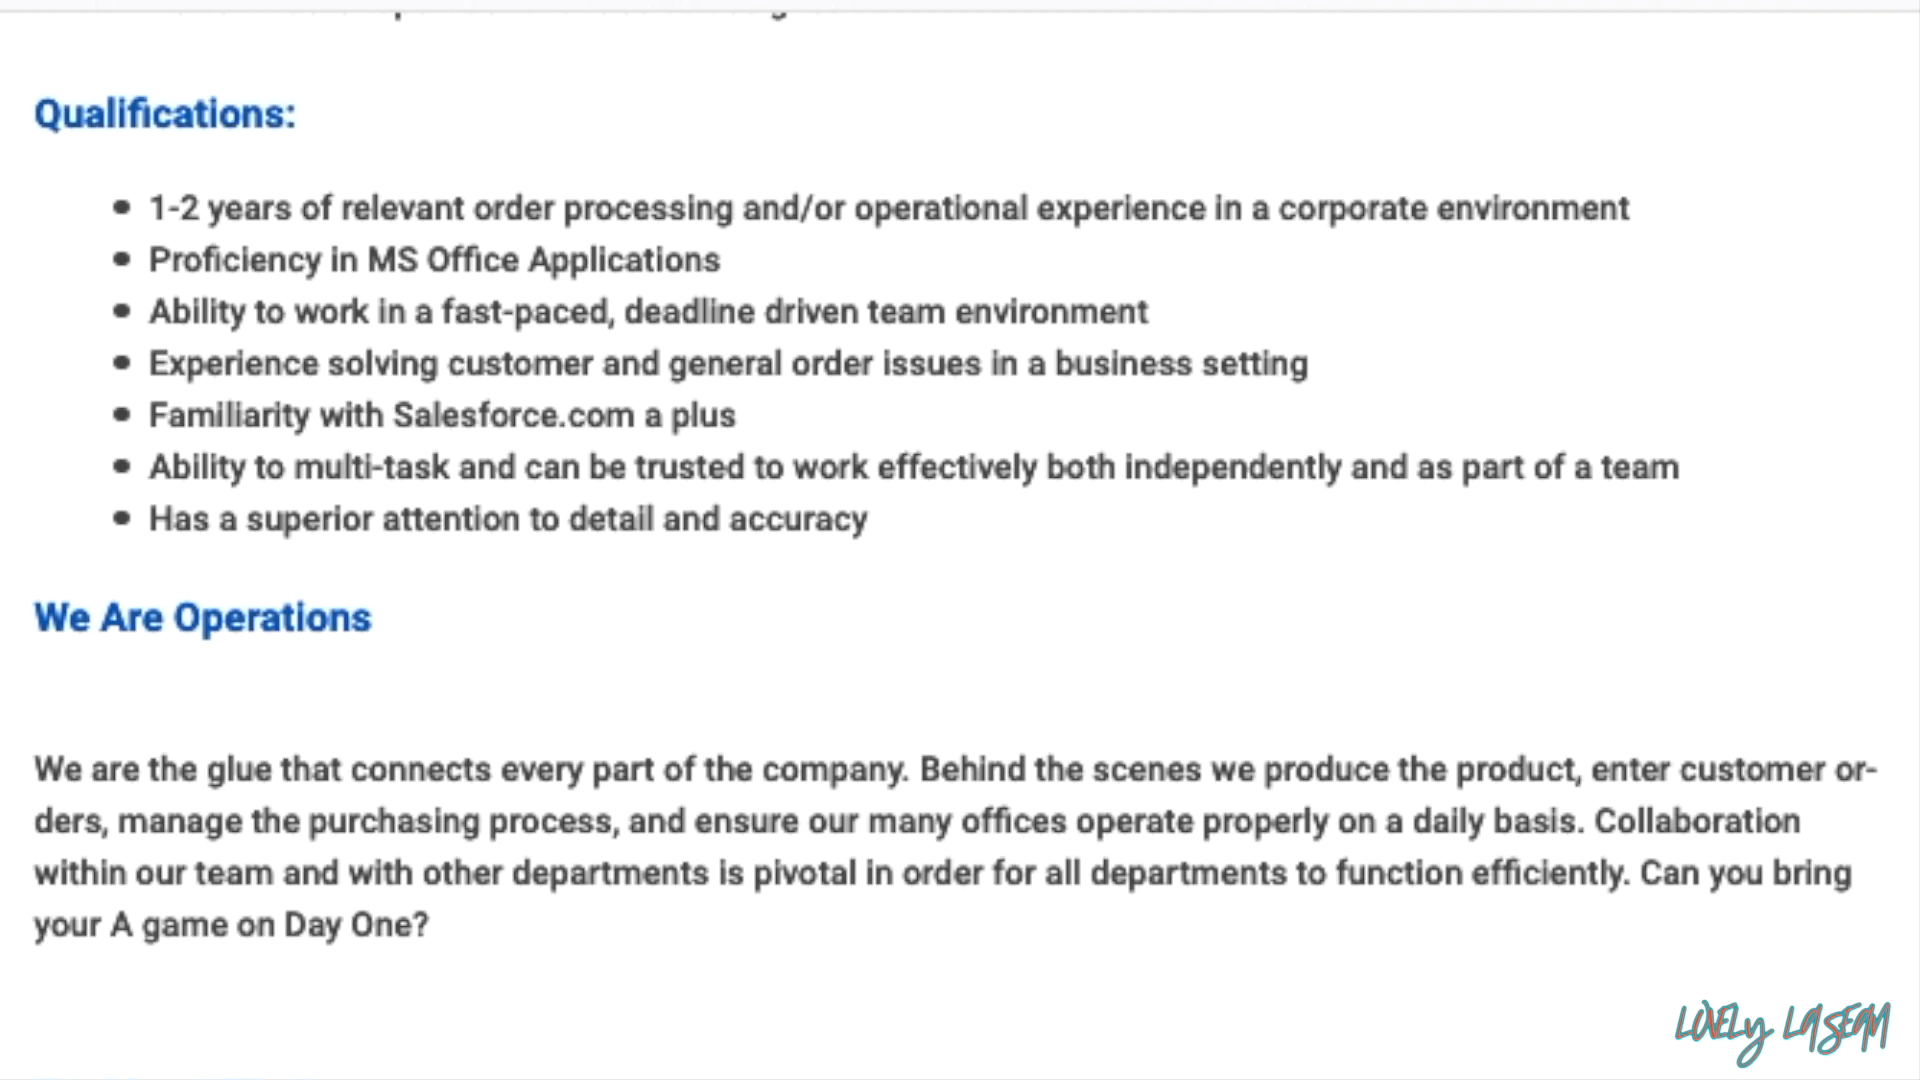 Qualifications:
• 1-2 years of relevant order processing and/or operational experience in a corporate environment
• Proficiency in MS Office Applications
• Ability to work in a fast-paced, deadline driven team environment
• Experience solving customer and general order issues in a business setting
• Familiarity with Salesforce.com a plus
• Ability to multi-task and can be trusted to work effectively both independently and as part of a team
• Has a superior attention to detail and accuracy
We Are Operations
We are the glue that connects every part of the company. Behind the scenes we produce the product, enter customer or-
ders, manage the purchasing process, and ensure our many offices operate properly on a daily basis. Collaboration
within our team and with other departments is pivotal in order for all departments to function efficiently. Can you bring
your A game on Day One?
LOVELy LASEAN